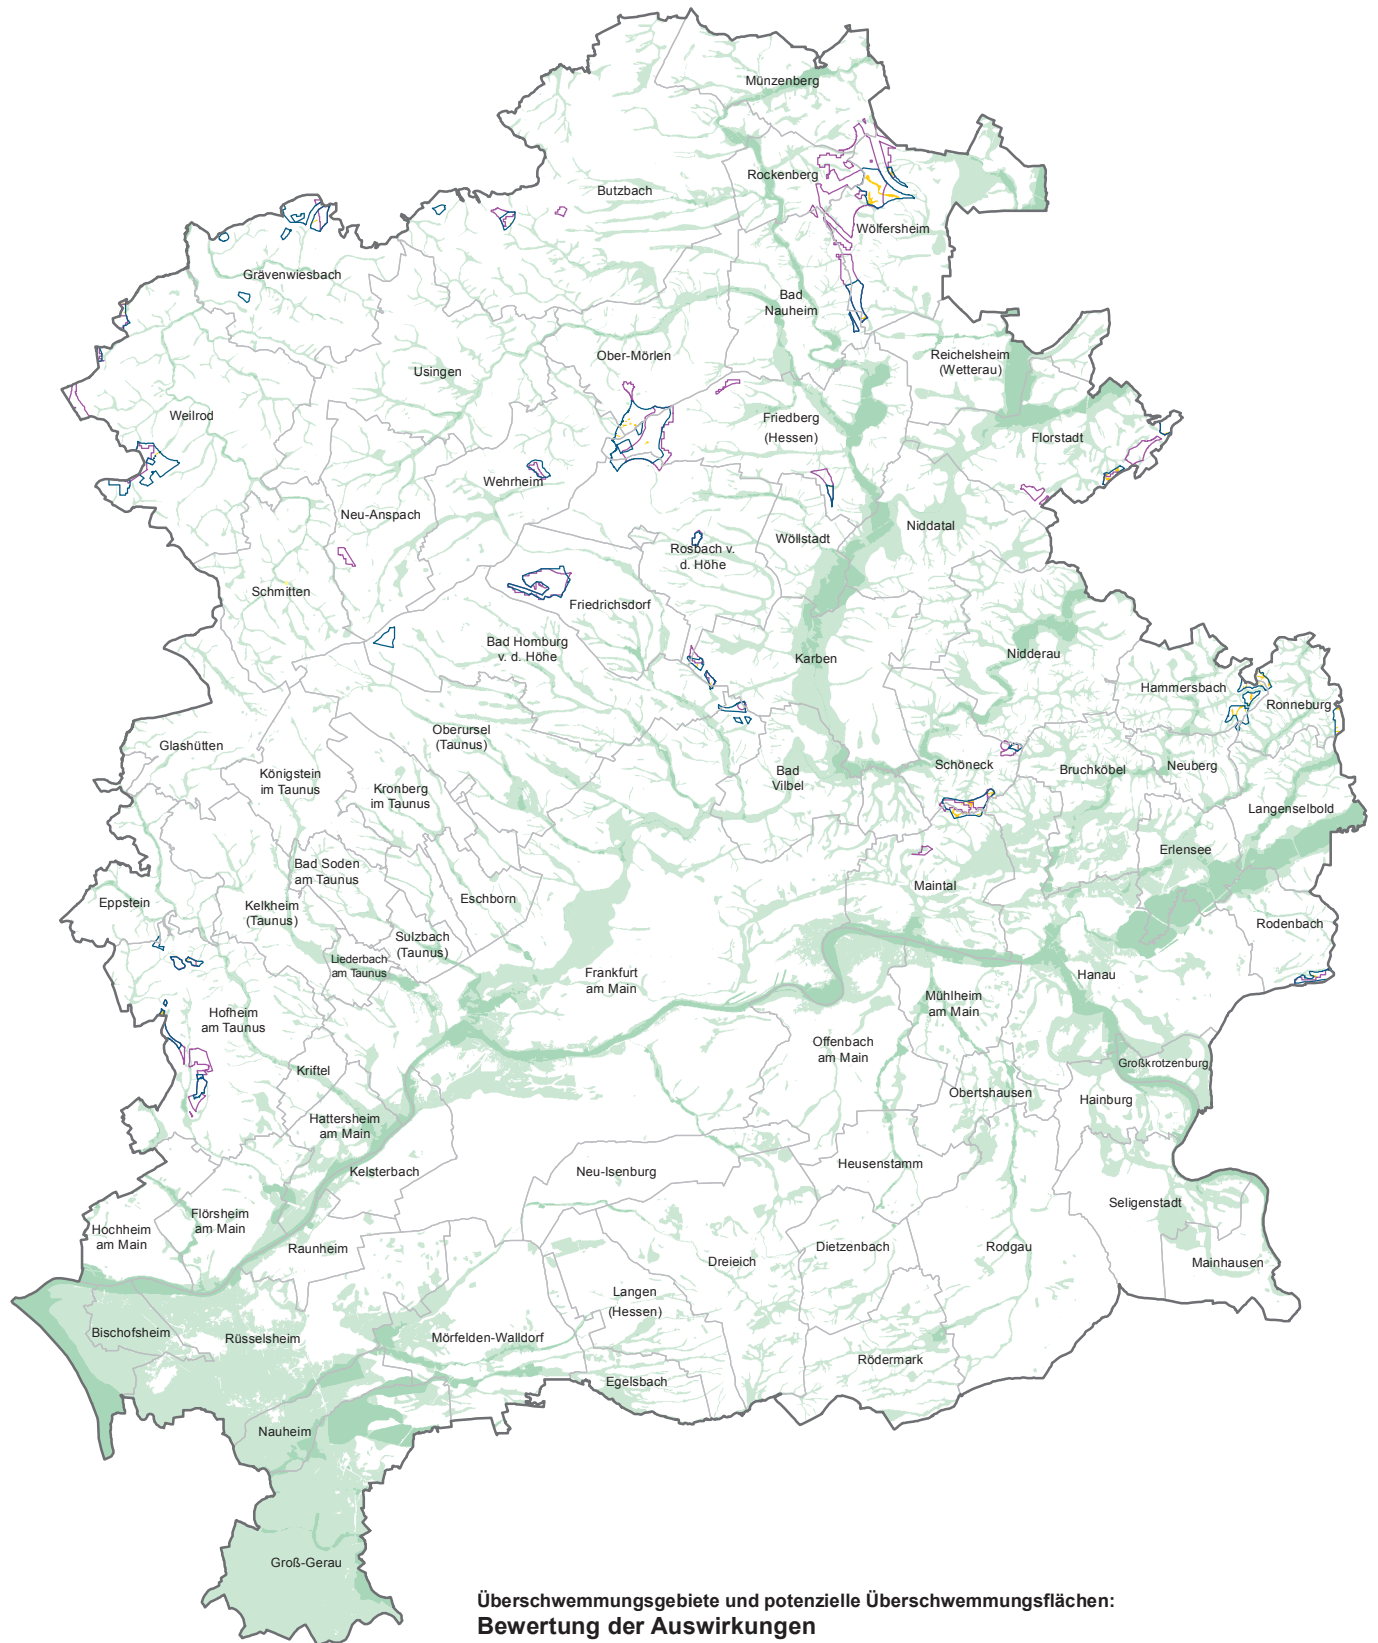 Münzenberg
Rockenberg
Butzbach
Wölfersheim
Grävenwiesbach
Bad
Nauheim
Ober-Mörlen
Reichelsheim
(Wetterau)
Usingen
Weilrod
Friedberg
(Hessen)
Florstadt
Wehrheim
Neu-Anspach
Niddatal
Wöllstadt
Rosbach v.
d. Höhe
Schmitten
Friedrichsdorf
Bad Homburg
v. d. Höhe
Karben
Nidderau
Hammersbach
Ronneburg
Glashütten
Oberursel
(Taunus)
Königstein
im Taunus
Kronberg
im Taunus
Bad
Vilbel
Schöneck
Bruchköbel
Neuberg
Langenselbold
Erlensee
Bad Soden
am Taunus
Eschborn
Maintal
Eppstein
Kelkheim
(Taunus)
Rodenbach
Sulzbach
(Taunus)
Liederbach
am Taunus
Frankfurt
am Main
Hanau
Mühlheim
am Main
Hofheim
am Taunus
Offenbach
am Main
Kriftel
Großkrotzenburg
Obertshausen
Hainburg
Hattersheim
am Main
Heusenstamm
Kelsterbach
Neu-Isenburg
Seligenstadt
Flörsheim
am Main
Hochheim
am Main
Raunheim
Dietzenbach
Rodgau
Dreieich
Mainhausen
Langen
(Hessen)
Bischofsheim
Rüsselsheim
Mörfelden-Walldorf
Rödermark
Egelsbach
Nauheim
Groß-Gerau
Überschwemmungsgebiete und potenzielle Überschwemmungsflächen:
Bewertung der Auswirkungen